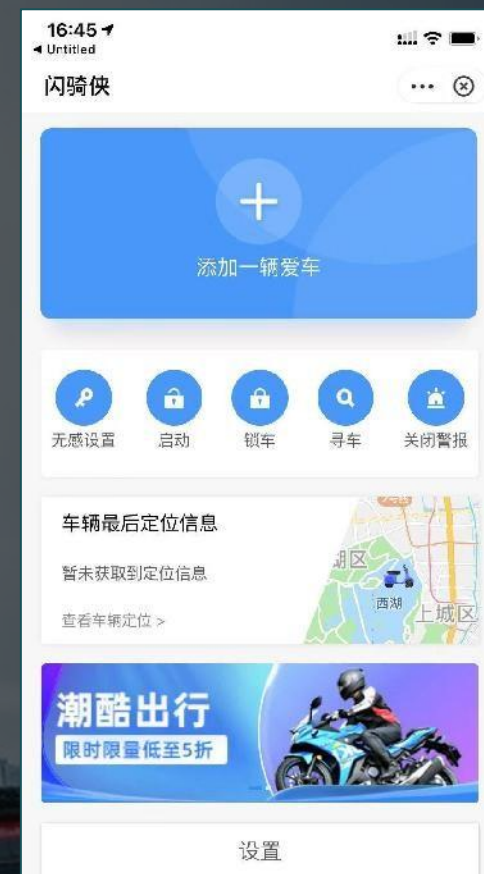 16:45
◀ Untitled
闪骑侠
添加一辆爱车
无感设置
启动
锁车
寻车
关闭警报
车辆最后定位信息
暂未获取到定位信息
查看车辆定位 >
湖区
西湖
上城区
潮酷出行
限时限量低至5折
设置